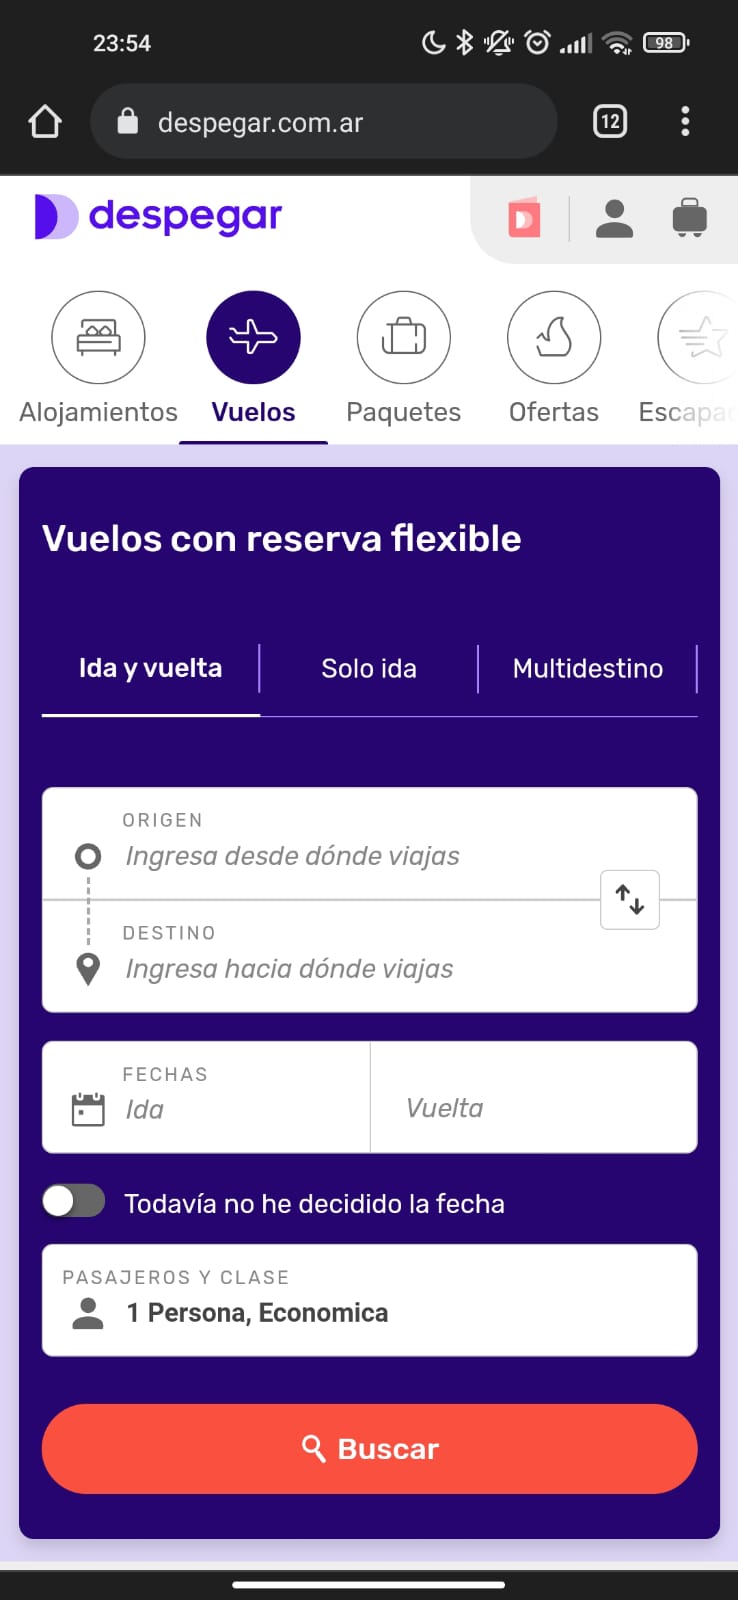 23:54
98
despegar.com.ar
12
despegar
Alojamientos
Vuelos
Paquetes
Ofertas
Escapad
Vuelos con reserva flexible
Ida y vuelta
Solo ida
Multidestino
ORIGEN
Ingresa desde dónde viajas
DESTINO
Ingresa hacia dónde viajas
FECHAS
Ida
Vuelta
Todavía no he decidido la fecha
PASAJEROS Y CLASE
1 Persona, Economica
Buscar